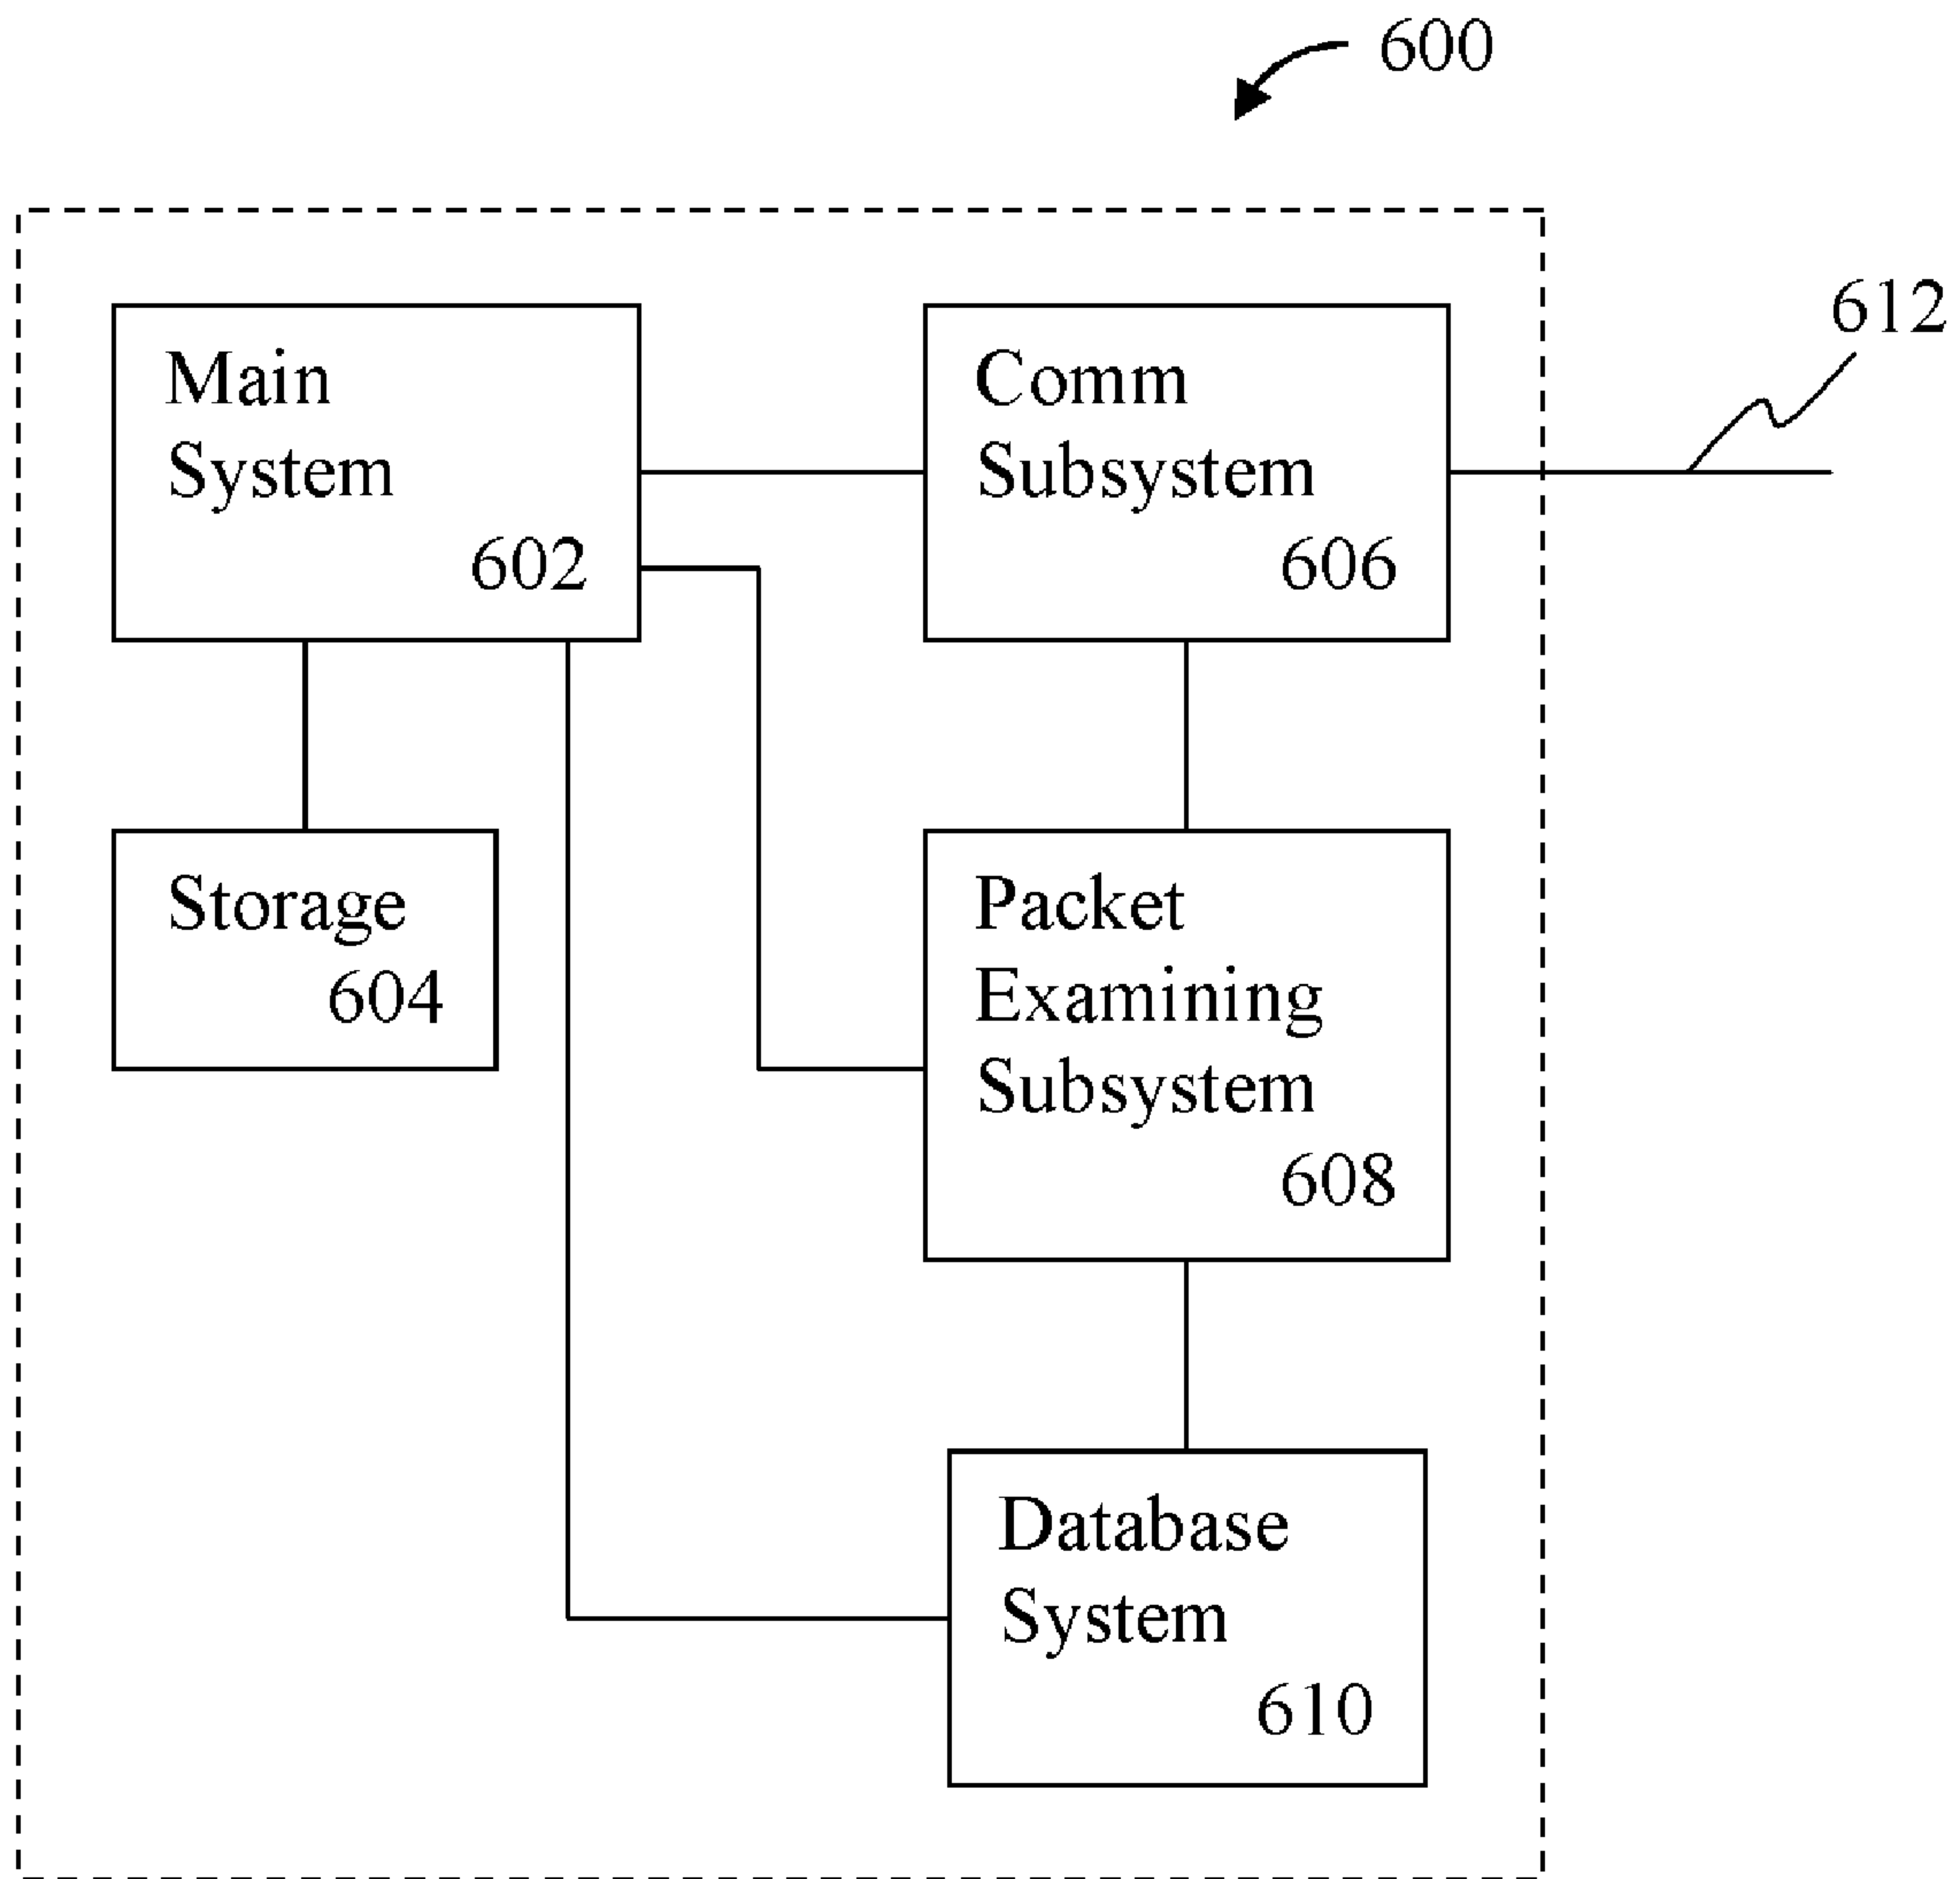 600
612
Main
System
602
Comm
Subsystem
606
Storage
604
Packet
Examining
Subsystem
608
Database
System
610